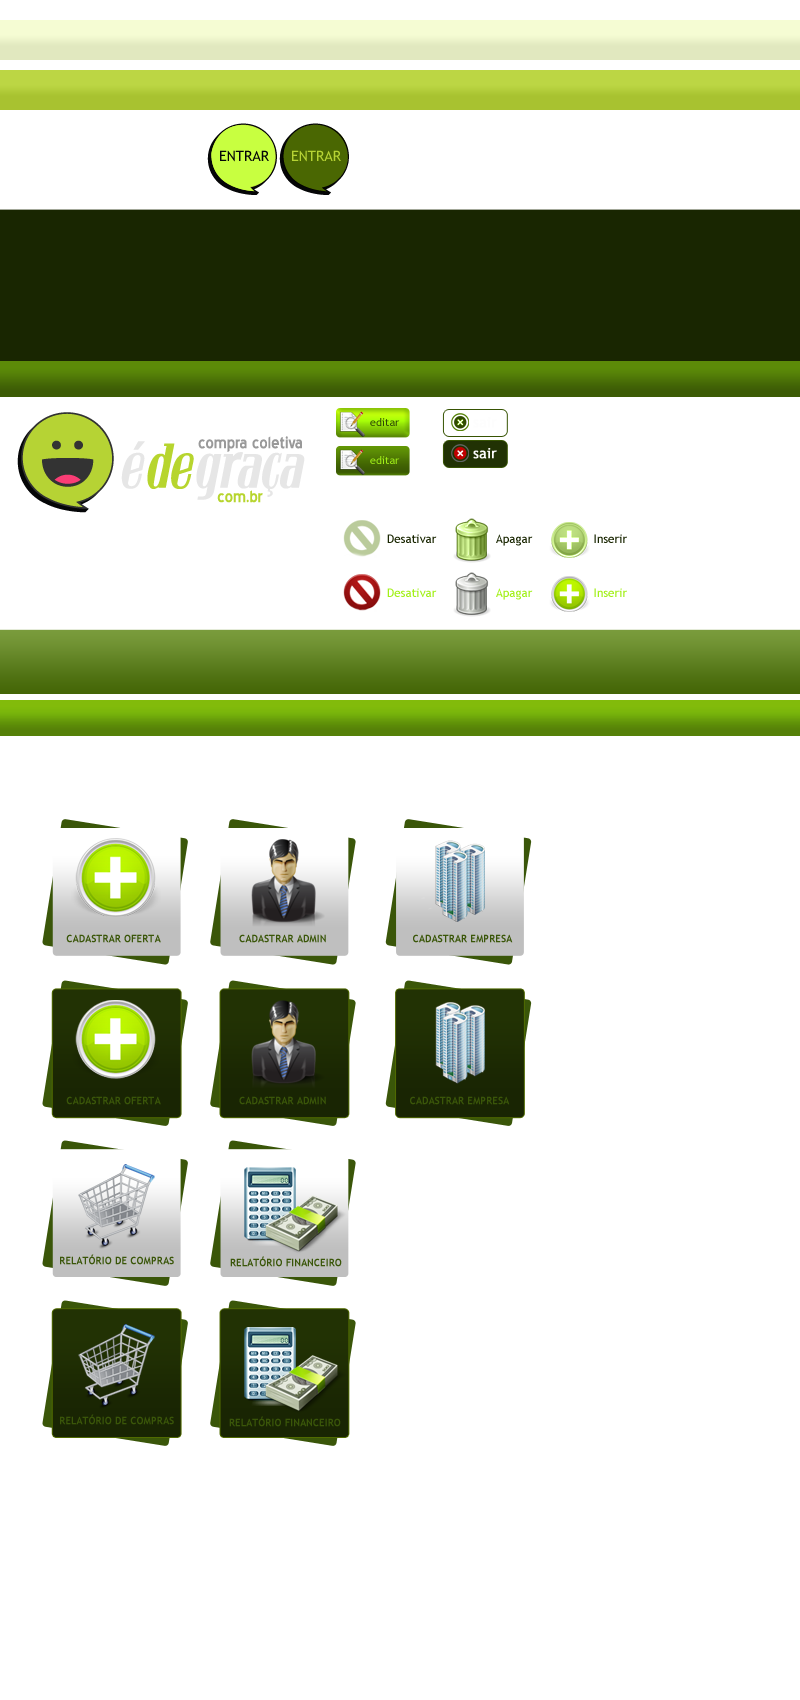 ENTRAR ENTRAR
compra coletiva
édegraça
com.br
editar
editar
sair
Desativar Apagar Inserir
Desativar Apagar Inserir
CADASTRAR OFERTA CADASTRAR ADMIN CADASTRAR EMPRESA
CADASTRAR OFERTA CADASTRAR ADMIN CADASTRAR EMPRESA
RELATÓRIO DE COMPRAS RELATÓRIO FINANCEIRO
RELATÓRIO DE COMPRAS RELATÓRIO FINANCEIRO